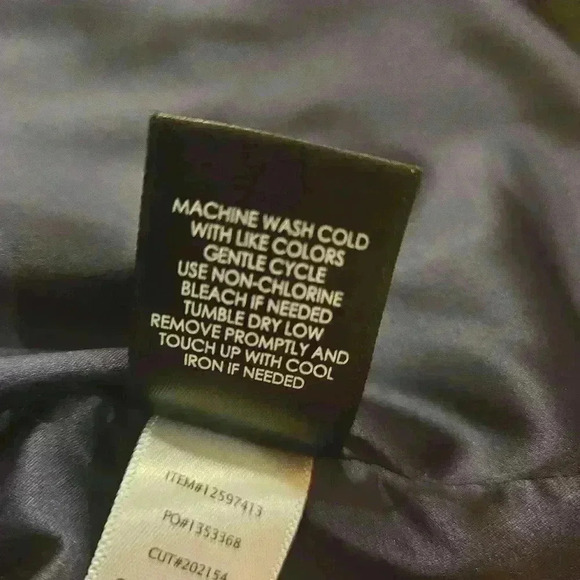 MACHINE WASH COLD
WITH LIKE COLORS
GENTLE CYCLE
USE NON-CHLORINE
BLEACH IF NEEDED
TUMBLE DRY LOW
REMOVE PROMPTLY AND
TOUCH UP WITH COOL
IRON IF NEEDED
ITEM#12597413
PO#1353368
CUT#202154